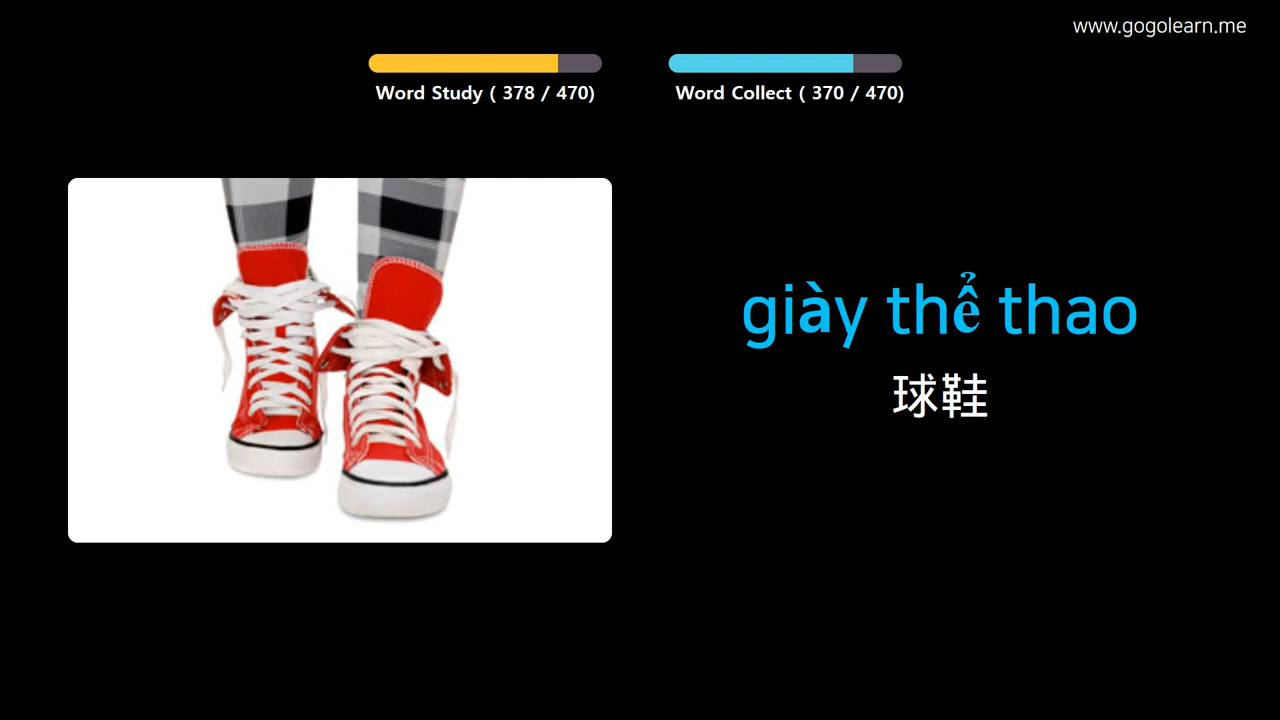 www.gogolearn.me
Word Study ( 378 / 470)
Word Collect ( 370 / 470)
giày thể thao
球鞋